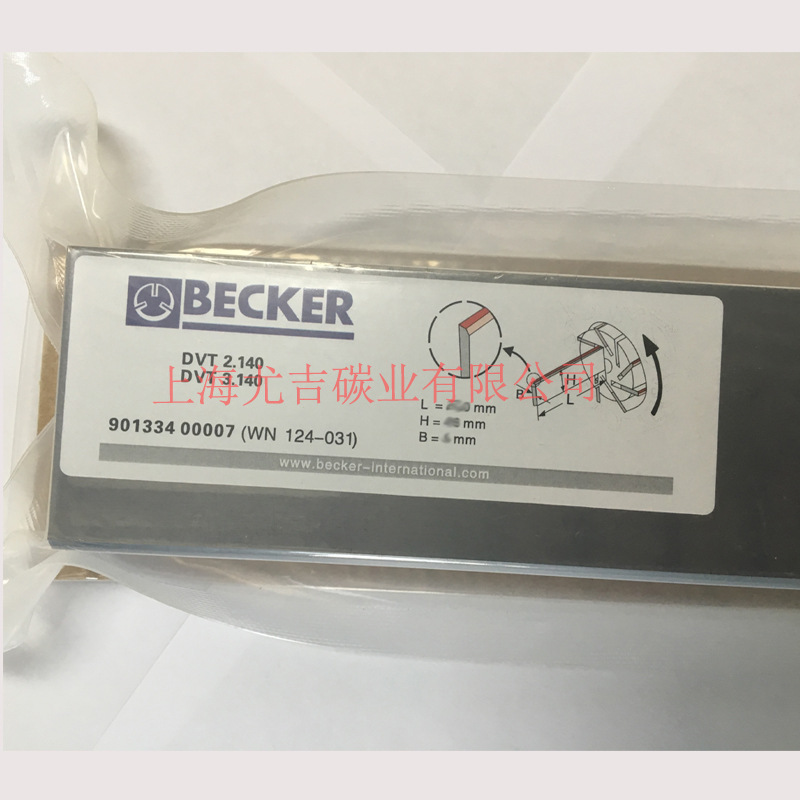 BECKER
DVT 2.140
DVT 3.140
上海尤吉碳业有限公司
901334 00007 (WN 124-031)
L = mm
H = mm
B = mm
B
H
L
www.becker-international.com